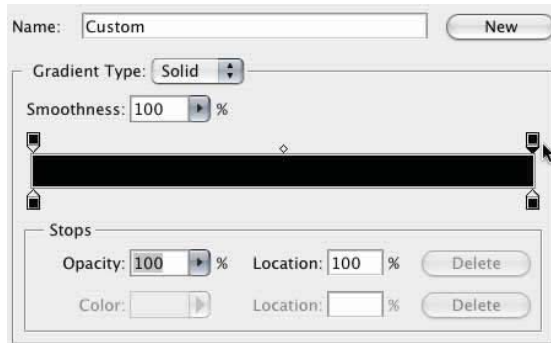 Name: Custom New
Gradient Type: Solid
Smoothness: 100 %
Stops
Opacity: 100 % Location: 100 % Delete
Color: Location: % Delete